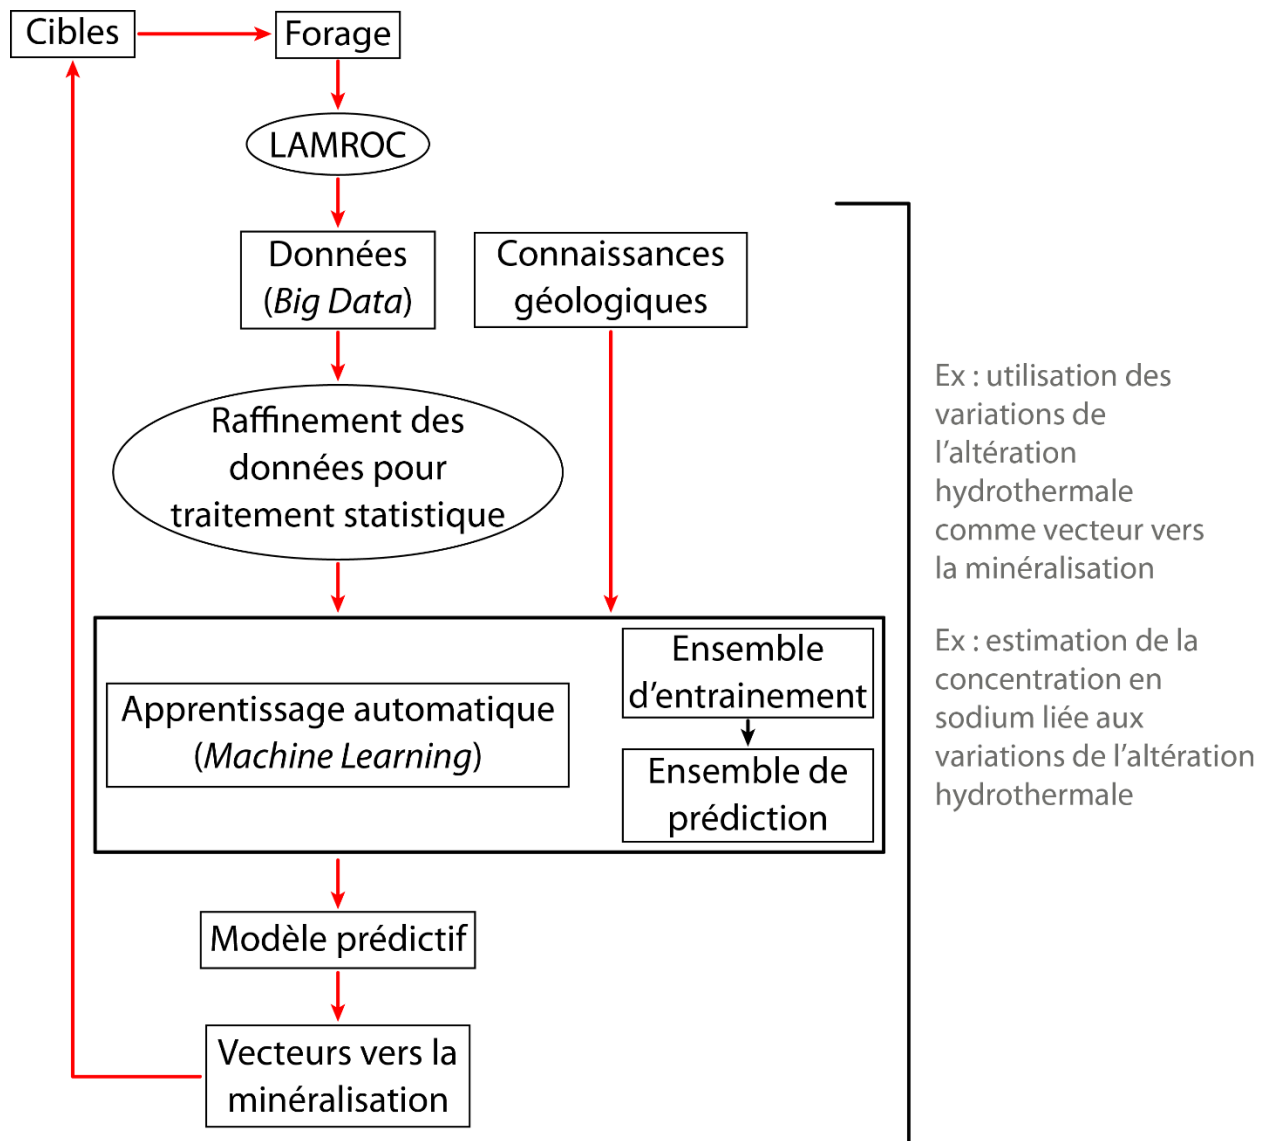 Cibles
Forage
LAMROC
Données
(Big Data)
Connaissances
géologiques
Raffinement des
données pour
traitement statistique
Apprentissage automatique
(Machine Learning)
Ensemble
d’entrainement
Ensemble de
prédiction
Modèle prédictif
Vecteurs vers la
minéralisation
Ex : utilisation des
variations de
l’altération
hydrothermale
comme vecteur vers
la minéralisation
Ex : estimation de la
concentration en
sodium liée aux
variations de l’altération
hydrothermale